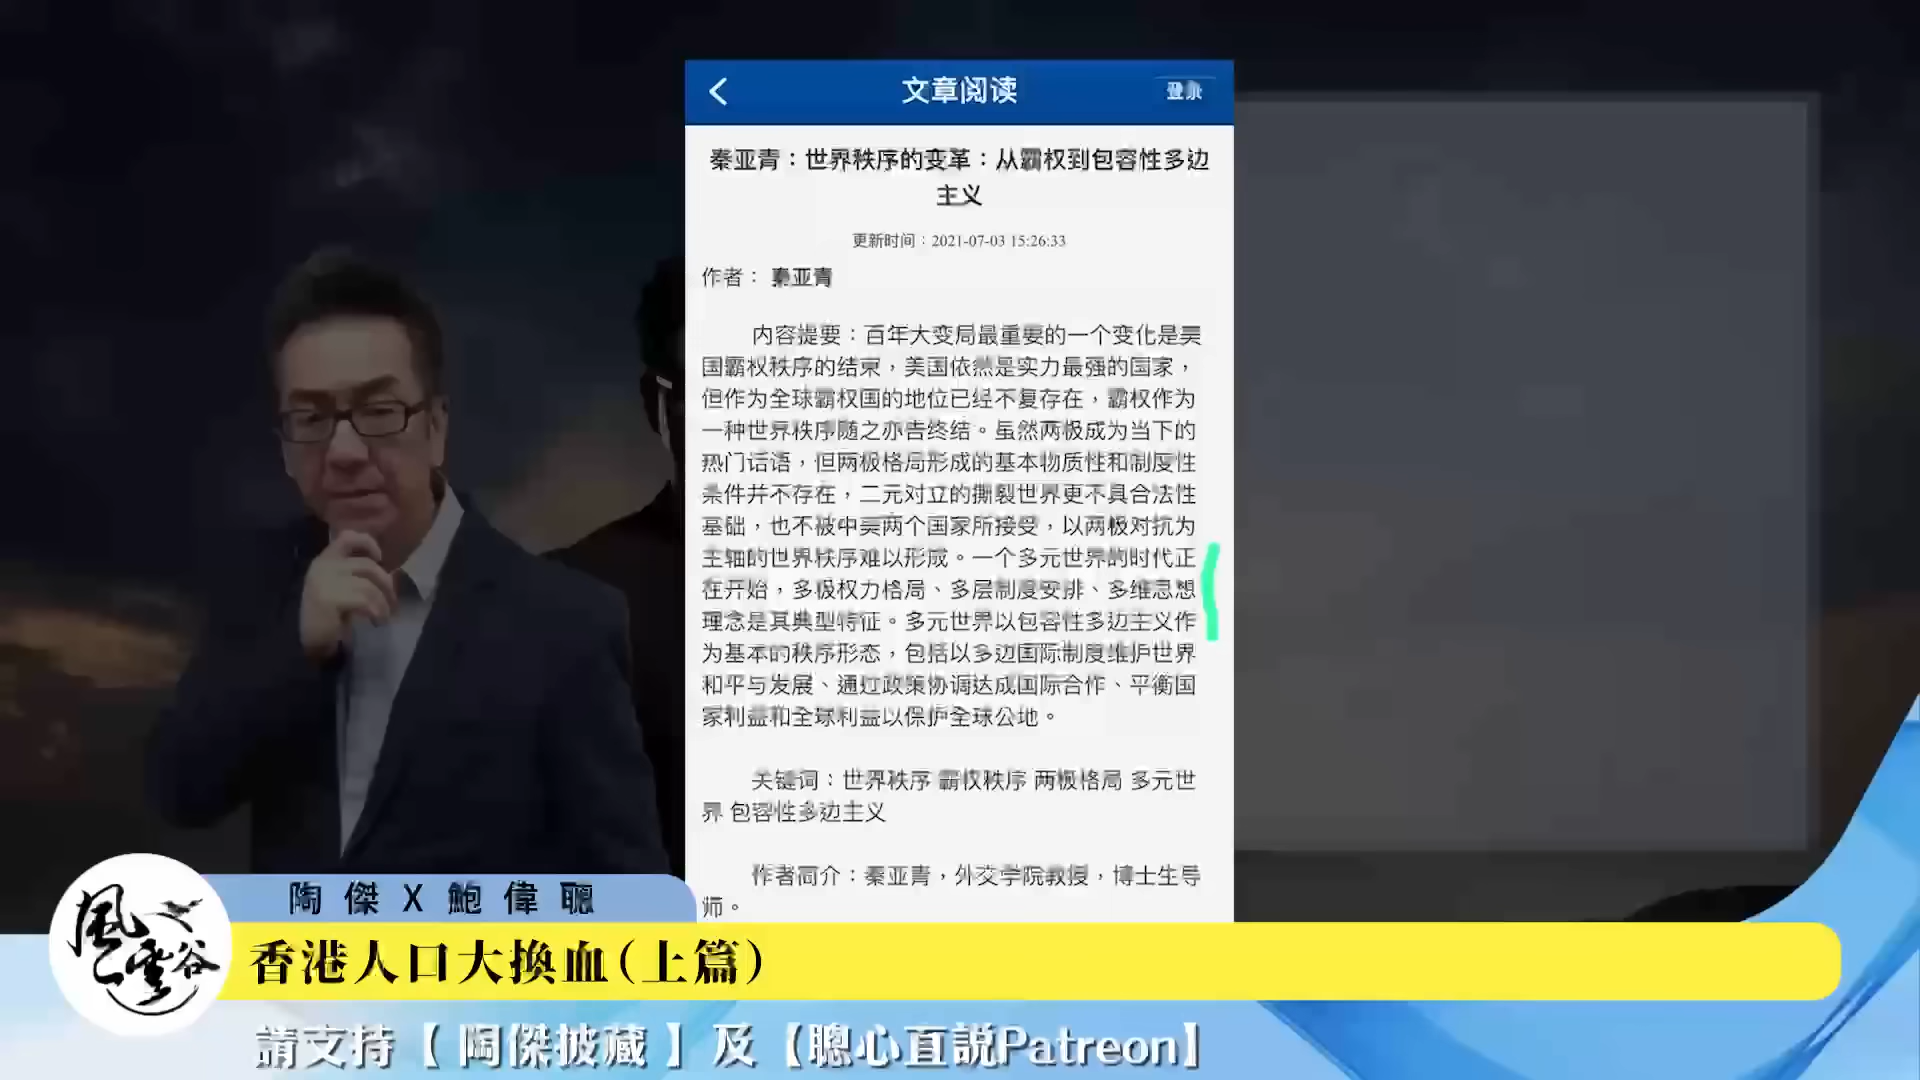 文章阅读
登录
秦亚青：世界秩序的变革：从霸权到包容性多边
主义
更新时间：2021-07-03 15:26:33
作者： 秦亚青
内容提要：百年大变局最重要的一个变化是美
国霸权秩序的结束，美国依然是实力最强的国家，
但作为全球霸权国的地位已经不复存在，霸权作为
一种世界秩序随之亦告终结。虽然两极成为当下的
热门话语，但两极格局形成的基本物质性和制度性
条件并不存在，二元对立的撕裂世界更不具合法性
基础，也不被中美两个国家所接受，以两极对抗为
主轴的世界秩序难以形成。一个多元世界的时代正
在开始，多极权力格局、多层制度安排、多维思想
理念是其典型特征。多元世界以包容性多边主义作
为基本的秩序形态，包括以多边国际制度维护世界
和平与发展、通过政策协调达成国际合作、平衡国
家利益和全球利益以保护全球公地。
关键词：世界秩序 霸权秩序 两极格局 多元世
界 包容性多边主义
作者简介：秦亚青，外交学院教授，博士生导
师。
陶傑X鮑偉聰
風雲谷
香港人口大換血(上篇)
請支持【陶傑披藏】及【聰心直說Patreon】